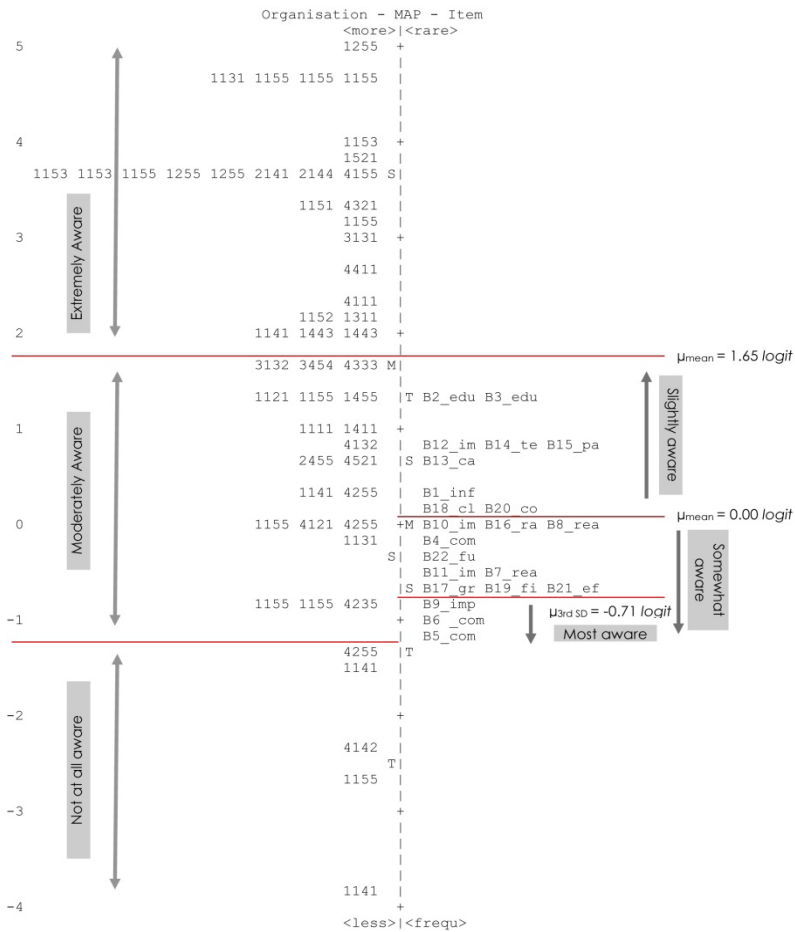 Organisation - MAP - Item
<more>|<rare>
5 1255 +
1131 1155 1155 1155 |
4 1153 +
1521 |
1153 1153 1155 1255 1255 2141 2144 4155 S|
1151 4321 |
1155 |
3 3131 +
4411 |
4111 |
1152 1311 |
2 1141 1443 1443 +
µmean = 1.65 logit
3132 3454 4333 M|
1121 1155 1455 |T B2_edu B3_edu
1 1111 1411 +
4132 | B12_im B14_te B15_pa
2455 4521 |S B13_ca
1141 4255 | B1_inf
| B18_cl B20_co
µmean = 0.00 logit
0 1155 4121 4255 +M B10_im B16_ra B8_rea
1131 | B4_com
S| B22_fu
| B11_im B7_rea
|S B17_gr B19_fi B21_ef
1155 1155 4235 | B9_imp
µ3rd SD = -0.71 logit
-1 + B6 _com
| B5_com
4255 |T
1141 |
-2 +
4142 |
T|
1155 |
-3 +
1141 |
-4 +
<less>|<frequ>
Extremely Aware
Moderately Aware
Not at all aware
Slightly aware
Somewhat
aware
Most aware